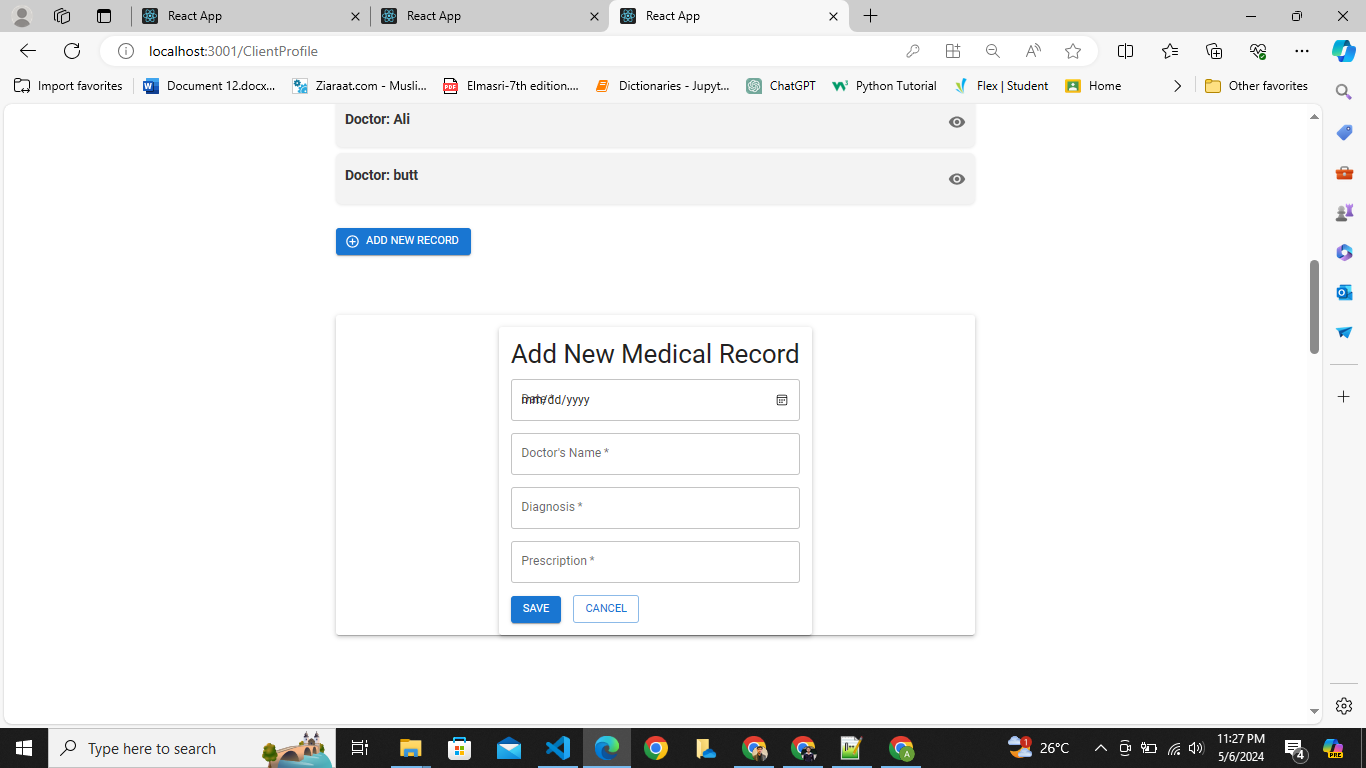 React App
React App
React App
localhost:3001/ClientProfile
Import favorites
Document 12.docx...
Ziaraat.com - Musli...
Elmasri-7th edition....
Dictionaries - Jupyt...
ChatGPT
Python Tutorial
Flex | Student
Home
Other favorites
Doctor: Ali
Doctor: butt
ADD NEW RECORD
Add New Medical Record
Date *
mm/dd/yyyy
Doctor's Name *
Diagnosis *
Prescription *
SAVE
CANCEL
Type here to search
26°C
11:27 PM
5/6/2024
4